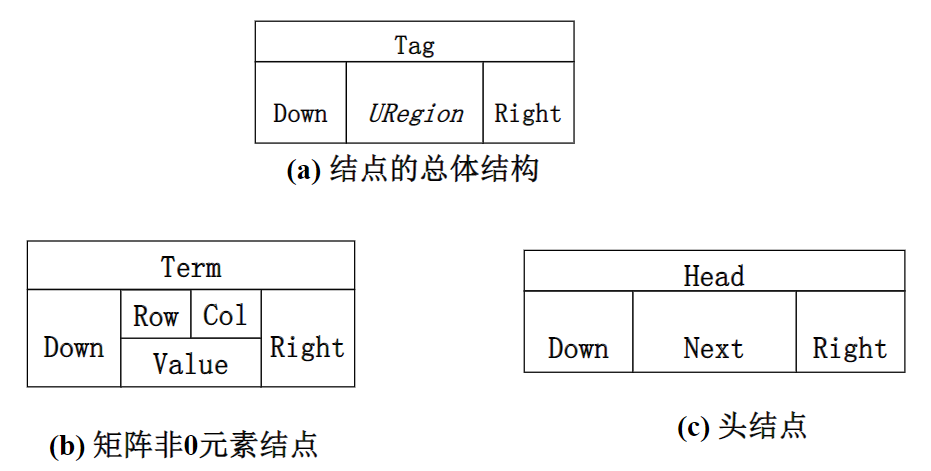 Tag
Down URegion Right
(a) 结点的总体结构
Term
Down Row Col Right
Value
(b) 矩阵非0元素结点
Head
Down Next Right
(c) 头结点